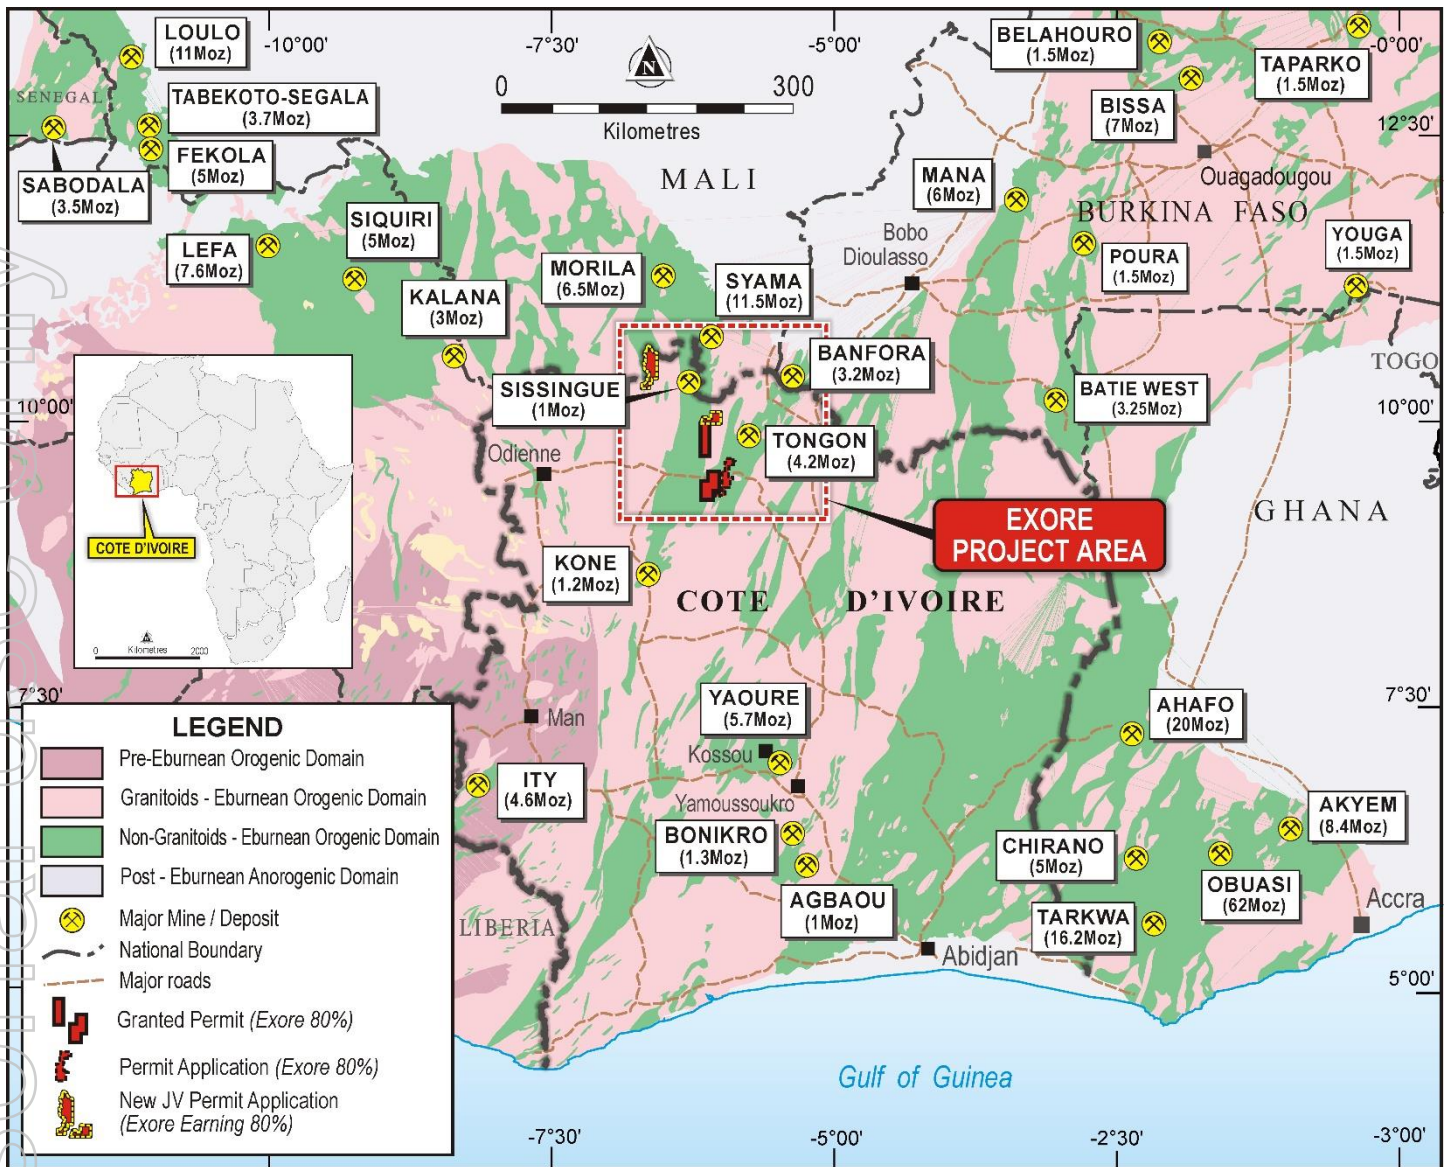 LOULO
(11Moz)
-10°00'
-7°30'
-5°00'
BELAHOURO
(1.5Moz)
-0°00'
TAPARKO
(1.5Moz)
SENEGAL
TABEKOTO-SEGALA
(3.7Moz)
N
0
300
Kilometres
BISSA
(7Moz)
12°30'
FEKOLA
(5Moz)
SABODALA
(3.5Moz)
MALI
MANA
(6Moz)
Ouagadougou
BURKINA FASO
SIQUIRI
(5Moz)
LEFA
(7.6Moz)
Bobo
Dioulasso
YOUGA
(1.5Moz)
POURA
(1.5Moz)
MORILA
(6.5Moz)
SYAMA
(11.5Moz)
KALANA
(3Moz)
BANFORA
(3.2Moz)
TOGO
SISSINGUE
(1Moz)
BATIE WEST
(3.25Moz)
10°00'
10°00'
TONGON
(4.2Moz)
Odienne
GHANA
EXORE
PROJECT AREA
COTE D'IVOIRE
0
Kilometres
2000
KONE
(1.2Moz)
COTE D'IVOIRE
7°30'
7°30'
YAOURE
(5.7Moz)
AHAFO
(20Moz)
Man
Kossou
ITY
(4.6Moz)
Yamoussoukro
AKYEM
(8.4Moz)
BONIKRO
(1.3Moz)
CHIRANO
(5Moz)
OBUASI
(62Moz)
AGBAOU
(1Moz)
TARKWA
(16.2Moz)
Accra
LIBERIA
Abidjan
5°00'
Gulf of Guinea
-7°30'
-5°00'
-2°30'
-3°00'
LEGEND
Pre-Eburnean Orogenic Domain
Granitoids - Eburnean Orogenic Domain
Non-Granitoids - Eburnean Orogenic Domain
Post - Eburnean Anorogenic Domain
Major Mine / Deposit
National Boundary
Major roads
Granted Permit (Exore 80%)
Permit Application (Exore 80%)
New JV Permit Application
(Exore Earning 80%)